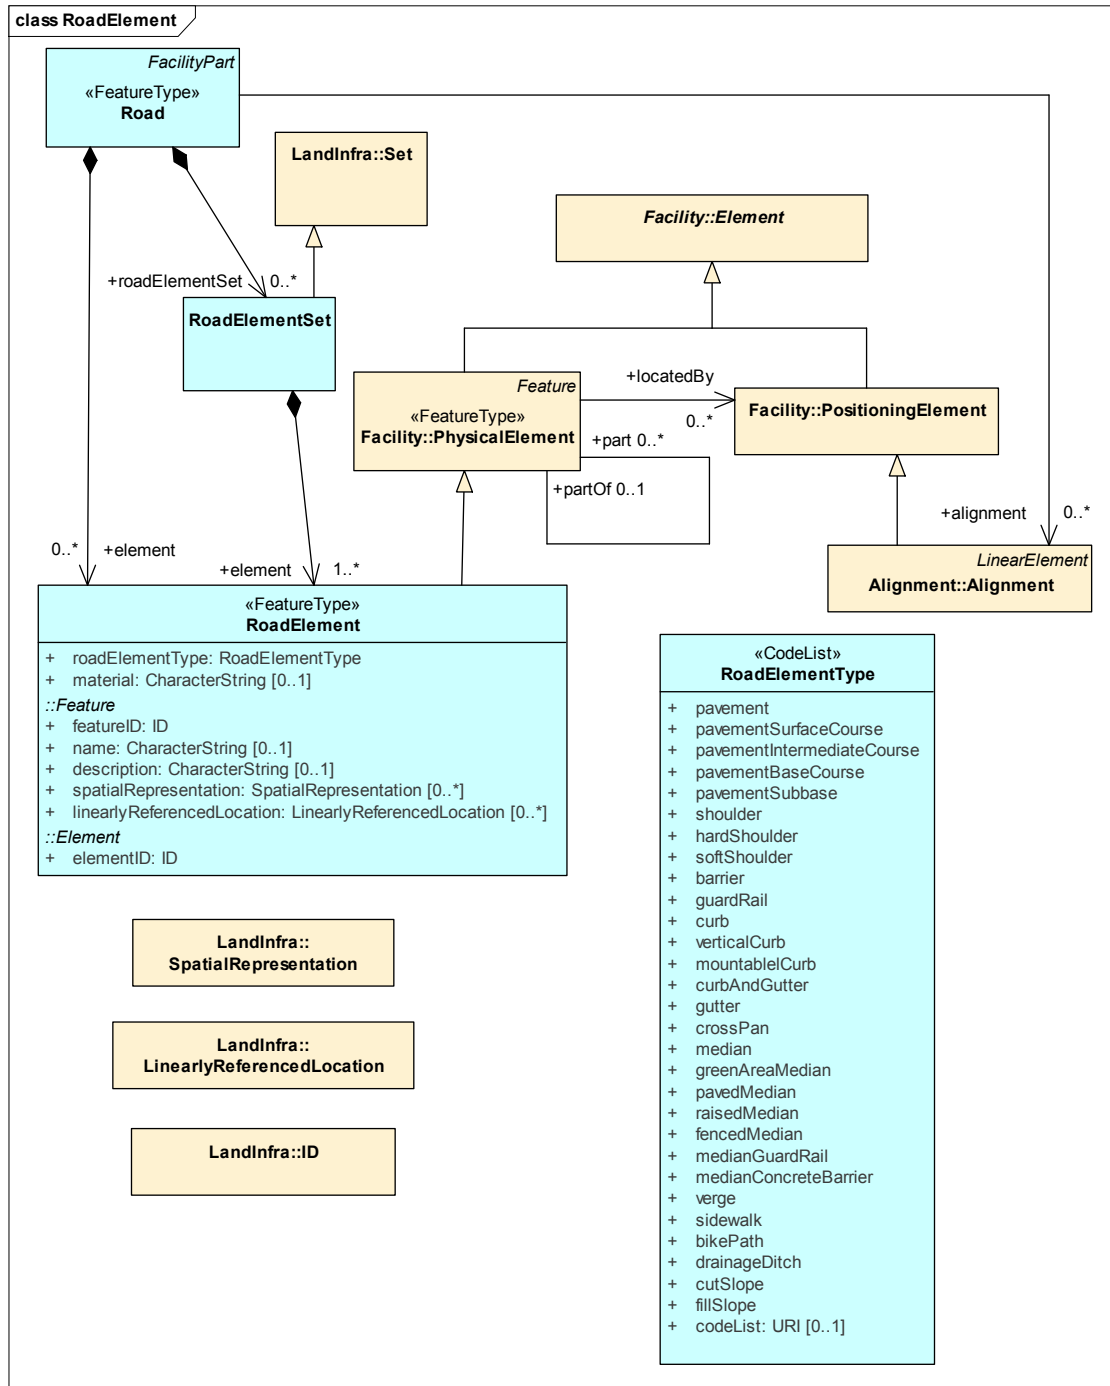 class RoadElement
FacilityPart
«FeatureType»
Road
LandInfra::Set
Facility::Element
+roadElementSet
0..*
RoadElementSet
Feature
«FeatureType»
Facility::PhysicalElement
+locatedBy
0..*
Facility::PositioningElement
+part 0..*
+partOf 0..1
+alignment
0..*
LinearElement
Alignment::Alignment
0..*
+element
+element
1..*
«FeatureType»
RoadElement
+ roadElementType: RoadElementType
+ material: CharacterString [0..1]
::Feature
+ featureID: ID
+ name: CharacterString [0..1]
+ description: CharacterString [0..1]
+ spatialRepresentation: SpatialRepresentation [0..*]
+ linearlyReferencedLocation: LinearlyReferencedLocation [0..*]
::Element
+ elementID: ID
LandInfra::
SpatialRepresentation
LandInfra::
LinearlyReferencedLocation
LandInfra::ID
«CodeList»
RoadElementType
+ pavement
+ pavementSurfaceCourse
+ pavementIntermediateCourse
+ pavementBaseCourse
+ pavementSubbase
+ shoulder
+ hardShoulder
+ softShoulder
+ barrier
+ guardRail
+ curb
+ verticalCurb
+ mountablelCurb
+ curbAndGutter
+ gutter
+ crossPan
+ median
+ greenAreaMedian
+ pavedMedian
+ raisedMedian
+ fencedMedian
+ medianGuardRail
+ medianConcreteBarrier
+ verge
+ sidewalk
+ bikePath
+ drainageDitch
+ cutSlope
+ fillSlope
+ codeList: URI [0..1]